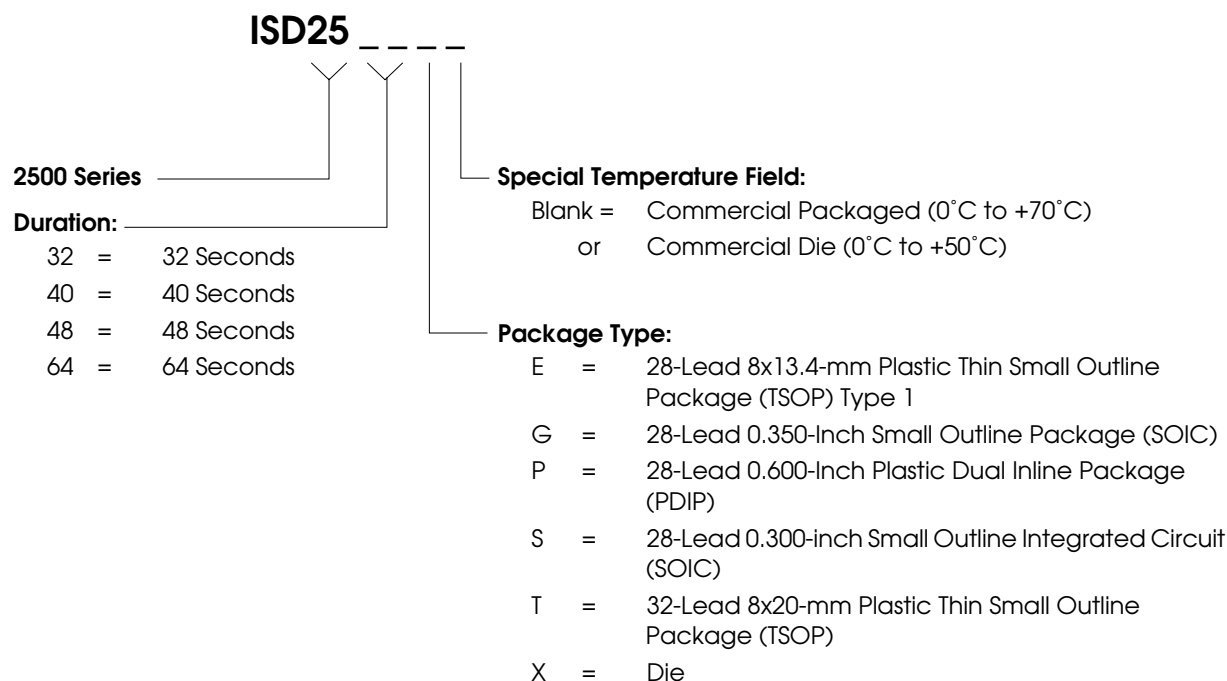 ISD25 _ _ _ _
2500 Series
Duration:
32 = 32 Seconds
40 = 40 Seconds
48 = 48 Seconds
64 = 64 Seconds
Special Temperature Field:
Blank = Commercial Packaged (0˚C to +70˚C)
or Commercial Die (0˚C to +50˚C)
Package Type:
E = 28-Lead 8x13.4-mm Plastic Thin Small Outline
Package (TSOP) Type 1
G = 28-Lead 0.350-Inch Small Outline Package (SOIC)
P = 28-Lead 0.600-Inch Plastic Dual Inline Package
(PDIP)
S = 28-Lead 0.300-inch Small Outline Integrated Circuit
(SOIC)
T = 32-Lead 8x20-mm Plastic Thin Small Outline
Package (TSOP)
X = Die